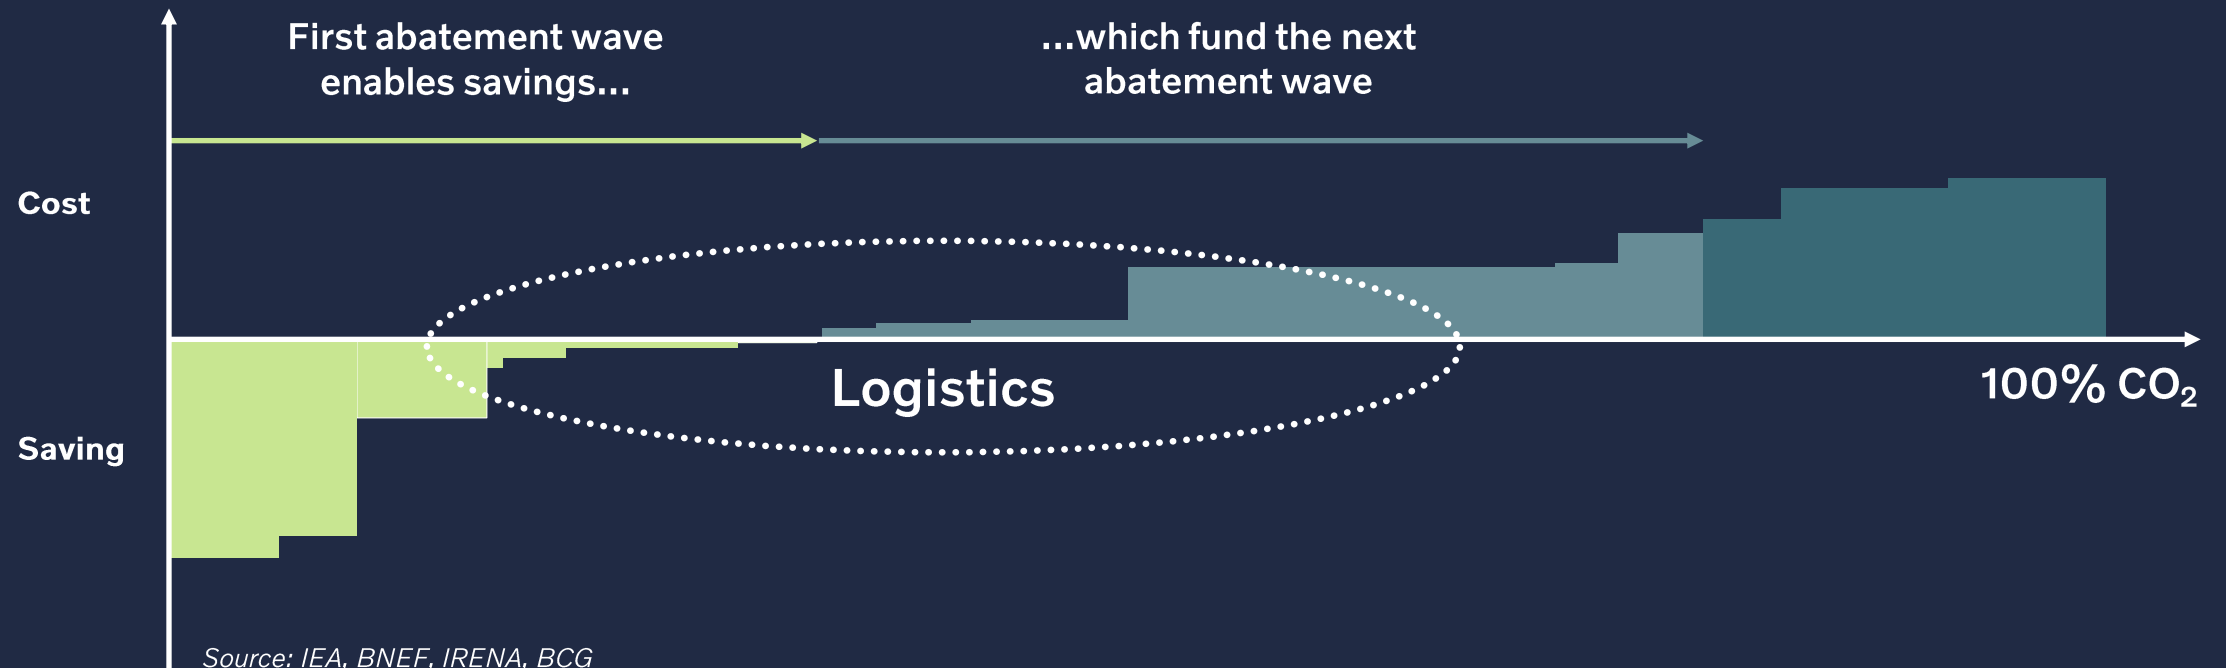 First abatement wave
enables savings...
...which fund the next
abatement wave
Cost
Logistics
100% CO₂
Saving
Source: IEA, BNEF, IRENA, BCG